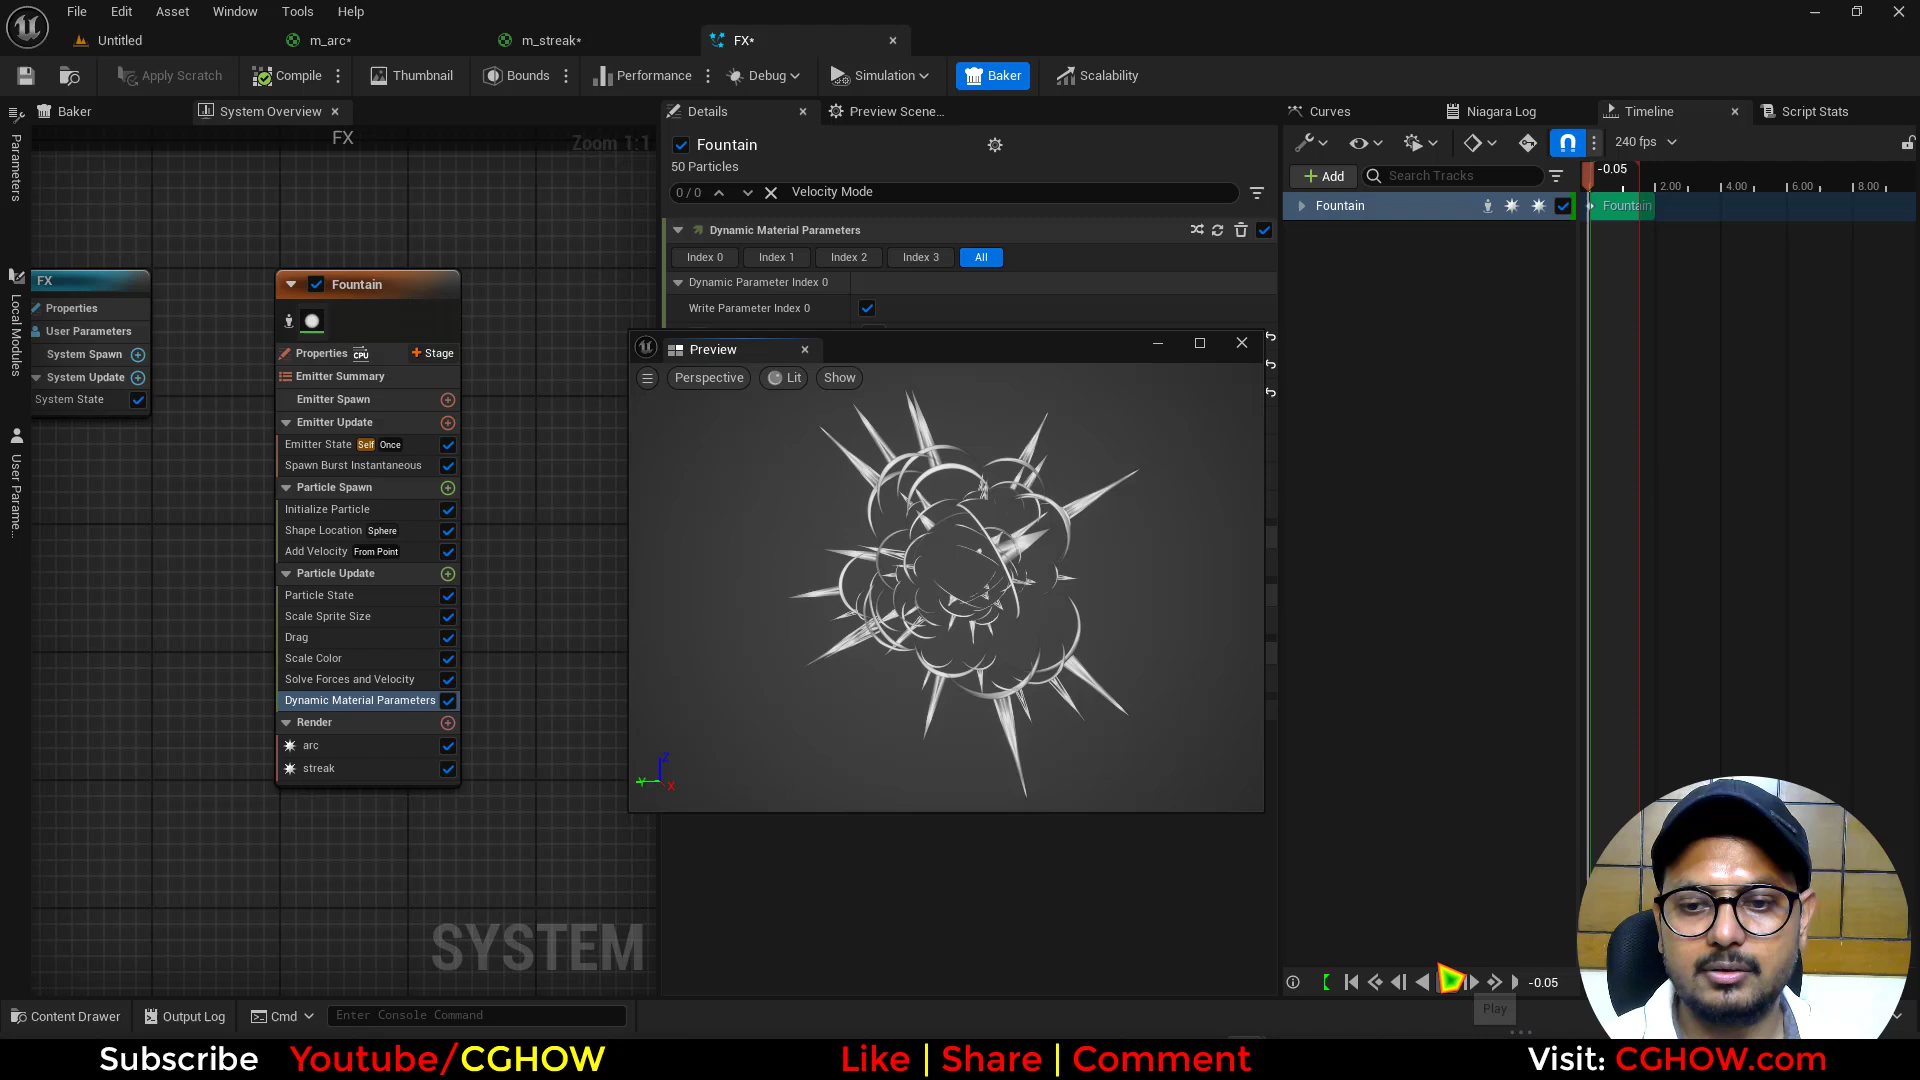 File Edit Asset Window Tools Help
Untitled m_arc* m_streak* FX*
Apply Scratch Compile Thumbnail Bounds Performance Debug Simulation Baker Scalability
Baker System Overview Details Preview Scene... Curves Niagara Log Timeline Script Stats
Parameters
Local Modules
User Parame...
FX
Zoom 1:1
FX
Properties
User Parameters
System Spawn
System Update
System State
Fountain
Properties CPU Stage
Emitter Summary
Emitter Spawn
Emitter Update
Emitter State Self Once
Spawn Burst Instantaneous
Particle Spawn
Initialize Particle
Shape Location Sphere
Add Velocity From Point
Particle Update
Particle State
Scale Sprite Size
Drag
Scale Color
Solve Forces and Velocity
Dynamic Material Parameters
Render
arc
streak
SYSTEM
Fountain
50 Particles
0 / 0 Velocity Mode
Dynamic Material Parameters
Index 0 Index 1 Index 2 Index 3 All
Dynamic Parameter Index 0
Write Parameter Index 0
Preview
Perspective Lit Show
Z
Y
X
240 fps
Add Search Tracks
-0.05
2.00 4.00 6.00 8.00
Fountain Fountain
-0.05
Play
Content Drawer Output Log Cmd Enter Console Command
Subscribe Youtube/CGHOW Like | Share | Comment Visit: CGHOW.com